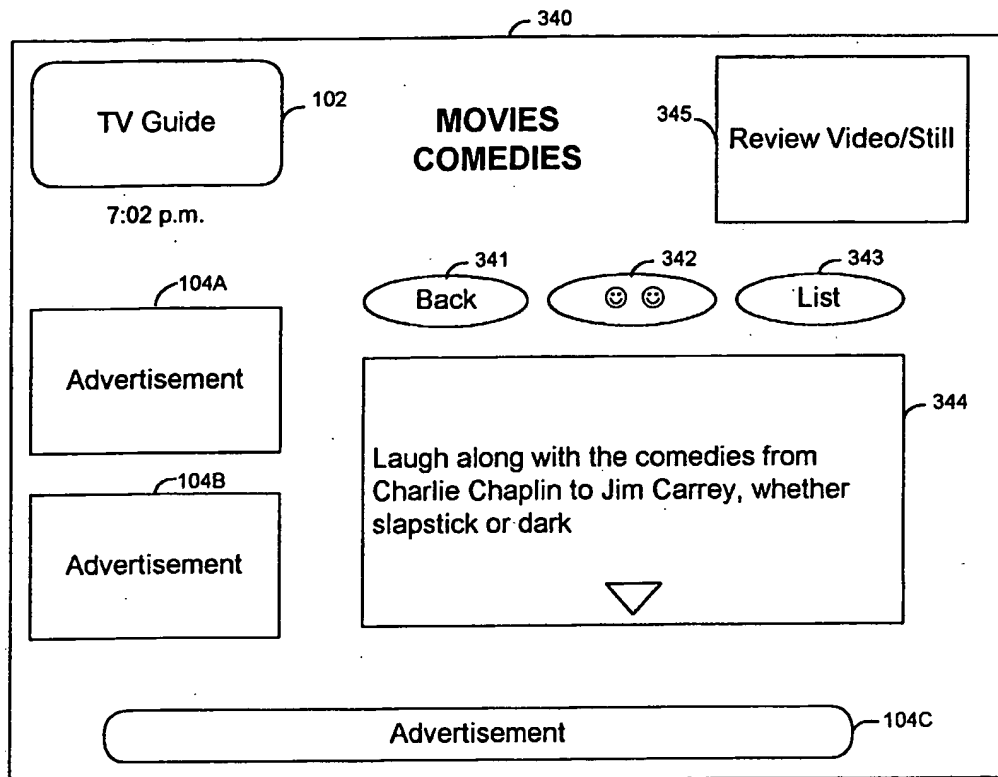 340
TV Guide
102
MOVIES
COMEDIES
345
Review Video/Still
7:02 p.m.
341
342
343
Back
☺ ☺
List
104A
Advertisement
344
Laugh along with the comedies from
Charlie Chaplin to Jim Carrey, whether
slapstick or dark
104B
Advertisement
Advertisement
104C